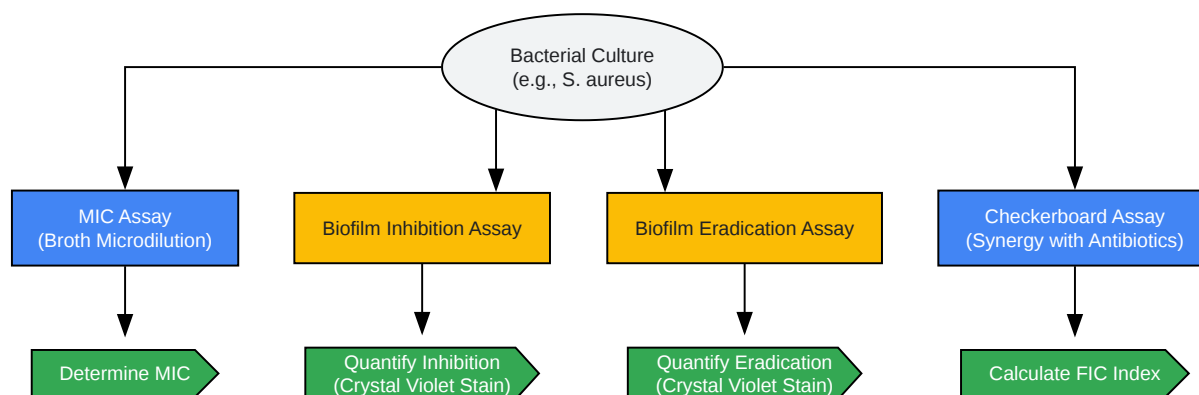 Bacterial Culture
(e.g., S. aureus)
MIC Assay
(Broth Microdilution)
Biofilm Inhibition Assay
Biofilm Eradication Assay
Checkerboard Assay
(Synergy with Antibiotics)
Determine MIC
Quantify Inhibition
(Crystal Violet Stain)
Quantify Eradication
(Crystal Violet Stain)
Calculate FIC Index